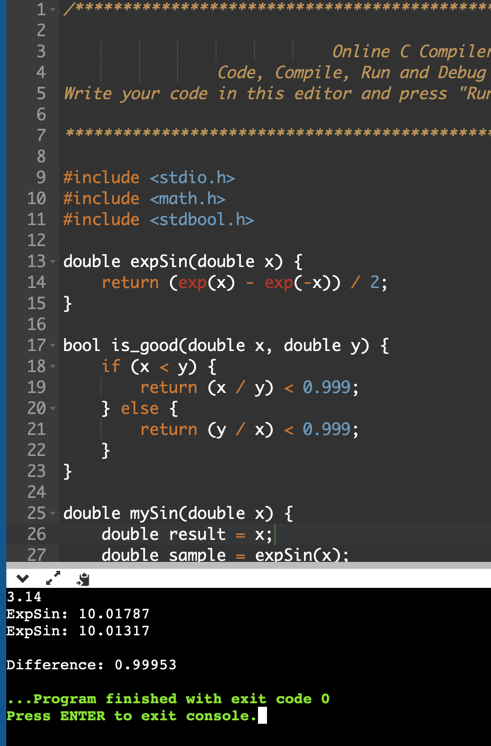 1 /********************************************
2
3 Online C Compiler
4 Code, Compile, Run and Debug
5 Write your code in this editor and press "Run
6
7 *********************************************
8
9 #include <stdio.h>
10 #include <math.h>
11 #include <stdbool.h>
12
13 double expSin(double x) {
14 return (exp(x) - exp(-x)) / 2;
15 }
16
17 bool is_good(double x, double y) {
18 if (x < y) {
19 return (x / y) < 0.999;
20 } else {
21 return (y / x) < 0.999;
22 }
23 }
24
25 double mySin(double x) {
26 double result = x;
27 double sample = expSin(x);
3.14
ExpSin: 10.01787
ExpSin: 10.01317

Difference: 0.99953

...Program finished with exit code 0
Press ENTER to exit console.